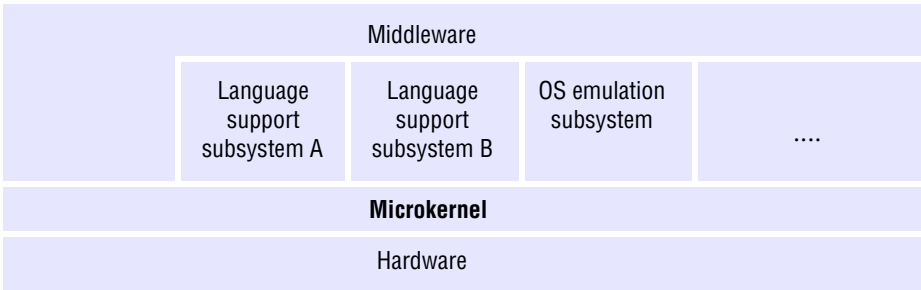 Middleware
Language
support
subsystem A
Language
support
subsystem B
OS emulation
subsystem
....
Microkernel
Hardware